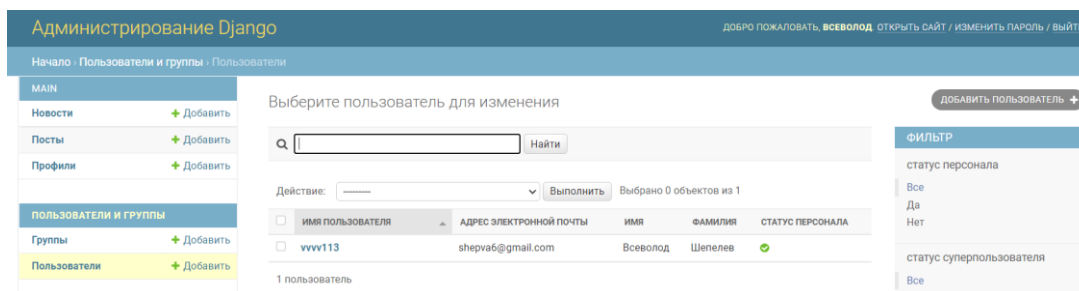 Администрирование Django
ДОБРО ПОЖАЛОВАТЬ, ВСЕВОЛОД. ОТКРЫТЬ САЙТ / ИЗМЕНИТЬ ПАРОЛЬ / ВЫЙТИ
Начало › Пользователи и группы › Пользователи
MAIN
Новости + Добавить
Посты + Добавить
Профили + Добавить
ПОЛЬЗОВАТЕЛИ И ГРУППЫ
Группы + Добавить
Пользователи + Добавить
Выберите пользователь для изменения
ДОБАВИТЬ ПОЛЬЗОВАТЕЛЬ +
Найти
Действие: --------- Выполнить Выбрано 0 объектов из 1
ИМЯ ПОЛЬЗОВАТЕЛЯ АДРЕС ЭЛЕКТРОННОЙ ПОЧТЫ ИМЯ ФАМИЛИЯ СТАТУС ПЕРСОНАЛА
vvvv113 shepva6@gmail.com Всеволод Шепелев
1 пользователь
ФИЛЬТР
статус персонала
Все
Да
Нет
статус суперпользователя
Все